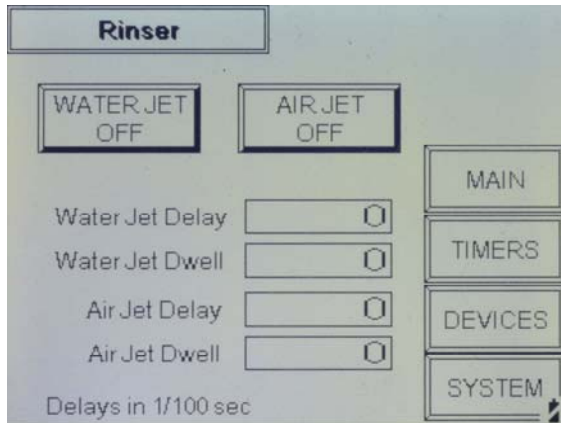 Rinser
WATER JET
OFF
AIR JET
OFF
MAIN
Water Jet Delay 0
TIMERS
Water Jet Dwell 0
Air Jet Delay 0
DEVICES
Air Jet Dwell 0
SYSTEM
Delays in 1/100 sec